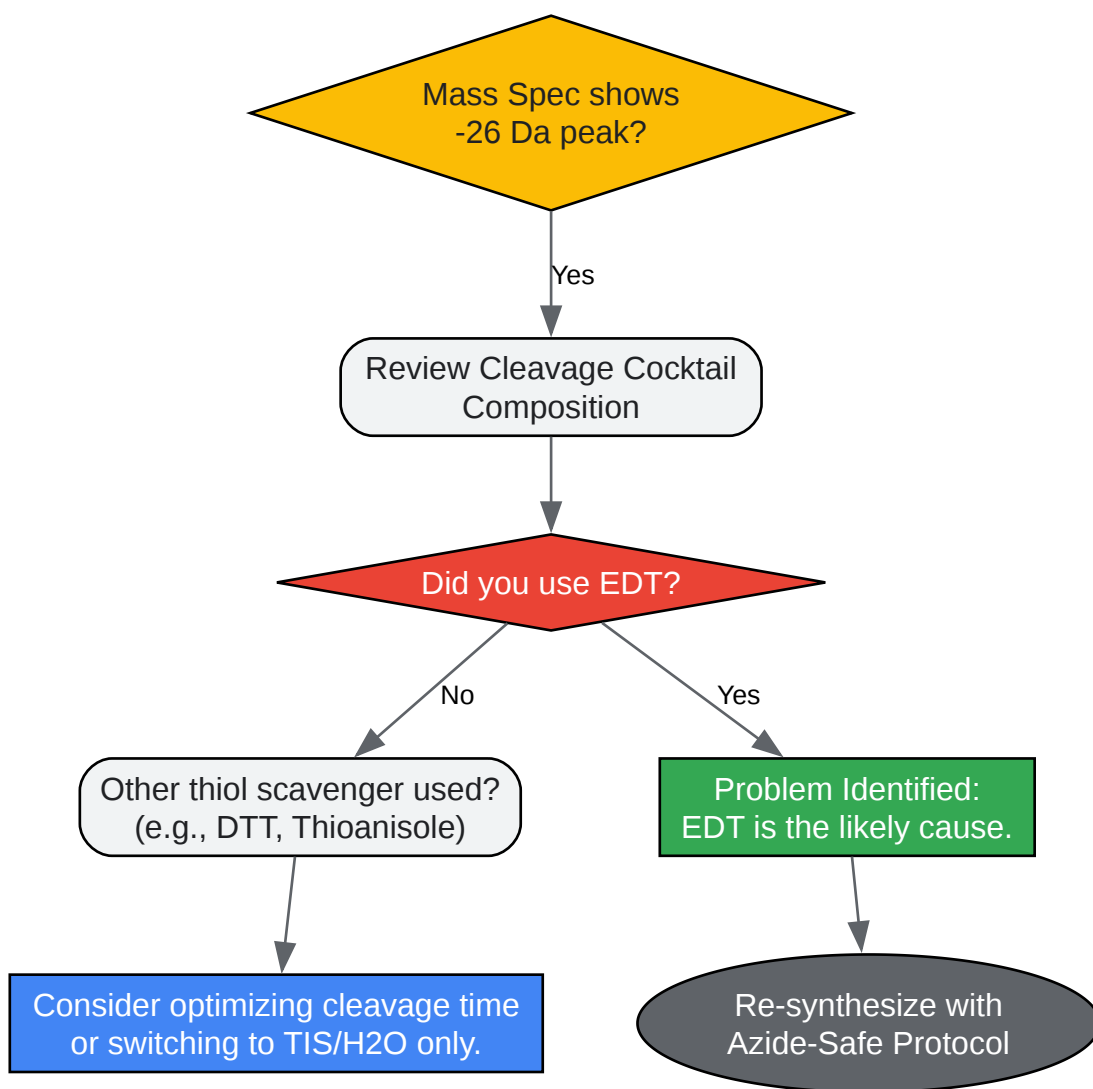 Mass Spec shows
-26 Da peak?
Yes
Review Cleavage Cocktail
Composition
Did you use EDT?
No
Yes
Other thiol scavenger used?
(e.g., DTT, Thioanisole)
Problem Identified:
EDT is the likely cause.
Consider optimizing cleavage time
or switching to TIS/H2O only.
Re-synthesize with
Azide-Safe Protocol